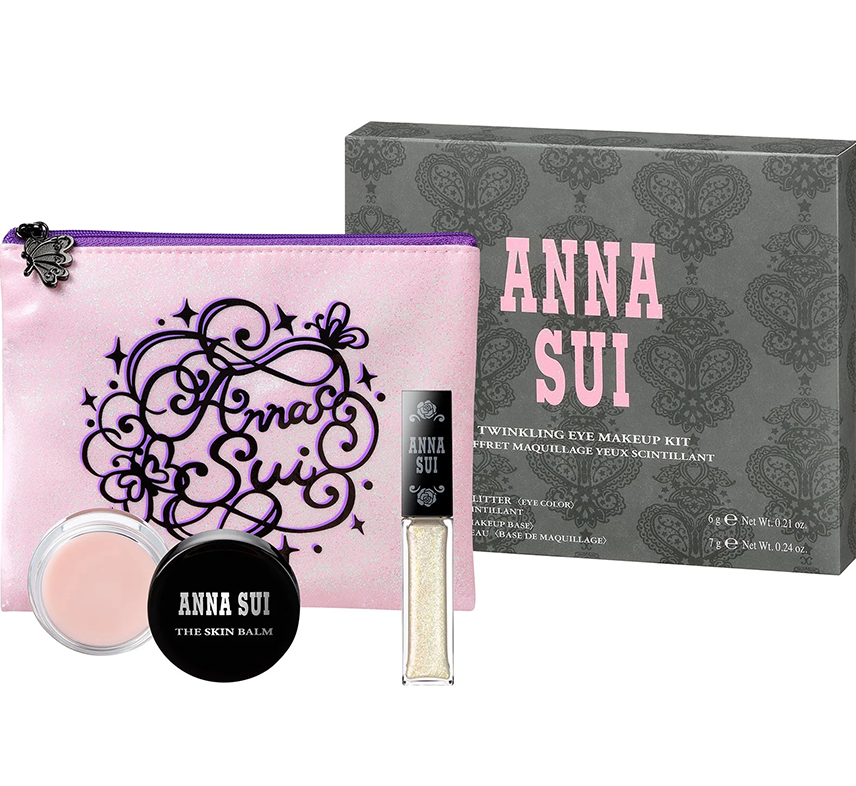 ANNA
SUI
TWINKLING EYE MAKEUP KIT
FFRET MAQUILLAGE YEUX SCINTILLANT
LITTER〈EYE COLOR〉
INTILLANT
6 g ℮ Net Wt. 0.21 oz.
AKEUP BASE〉
EAU〈BASE DE MAQUILLAGE〉
7 g ℮ Net Wt. 0.24 oz.
Anna
Sui
ANNA
SUI
ANNA SUI
THE SKIN BALM